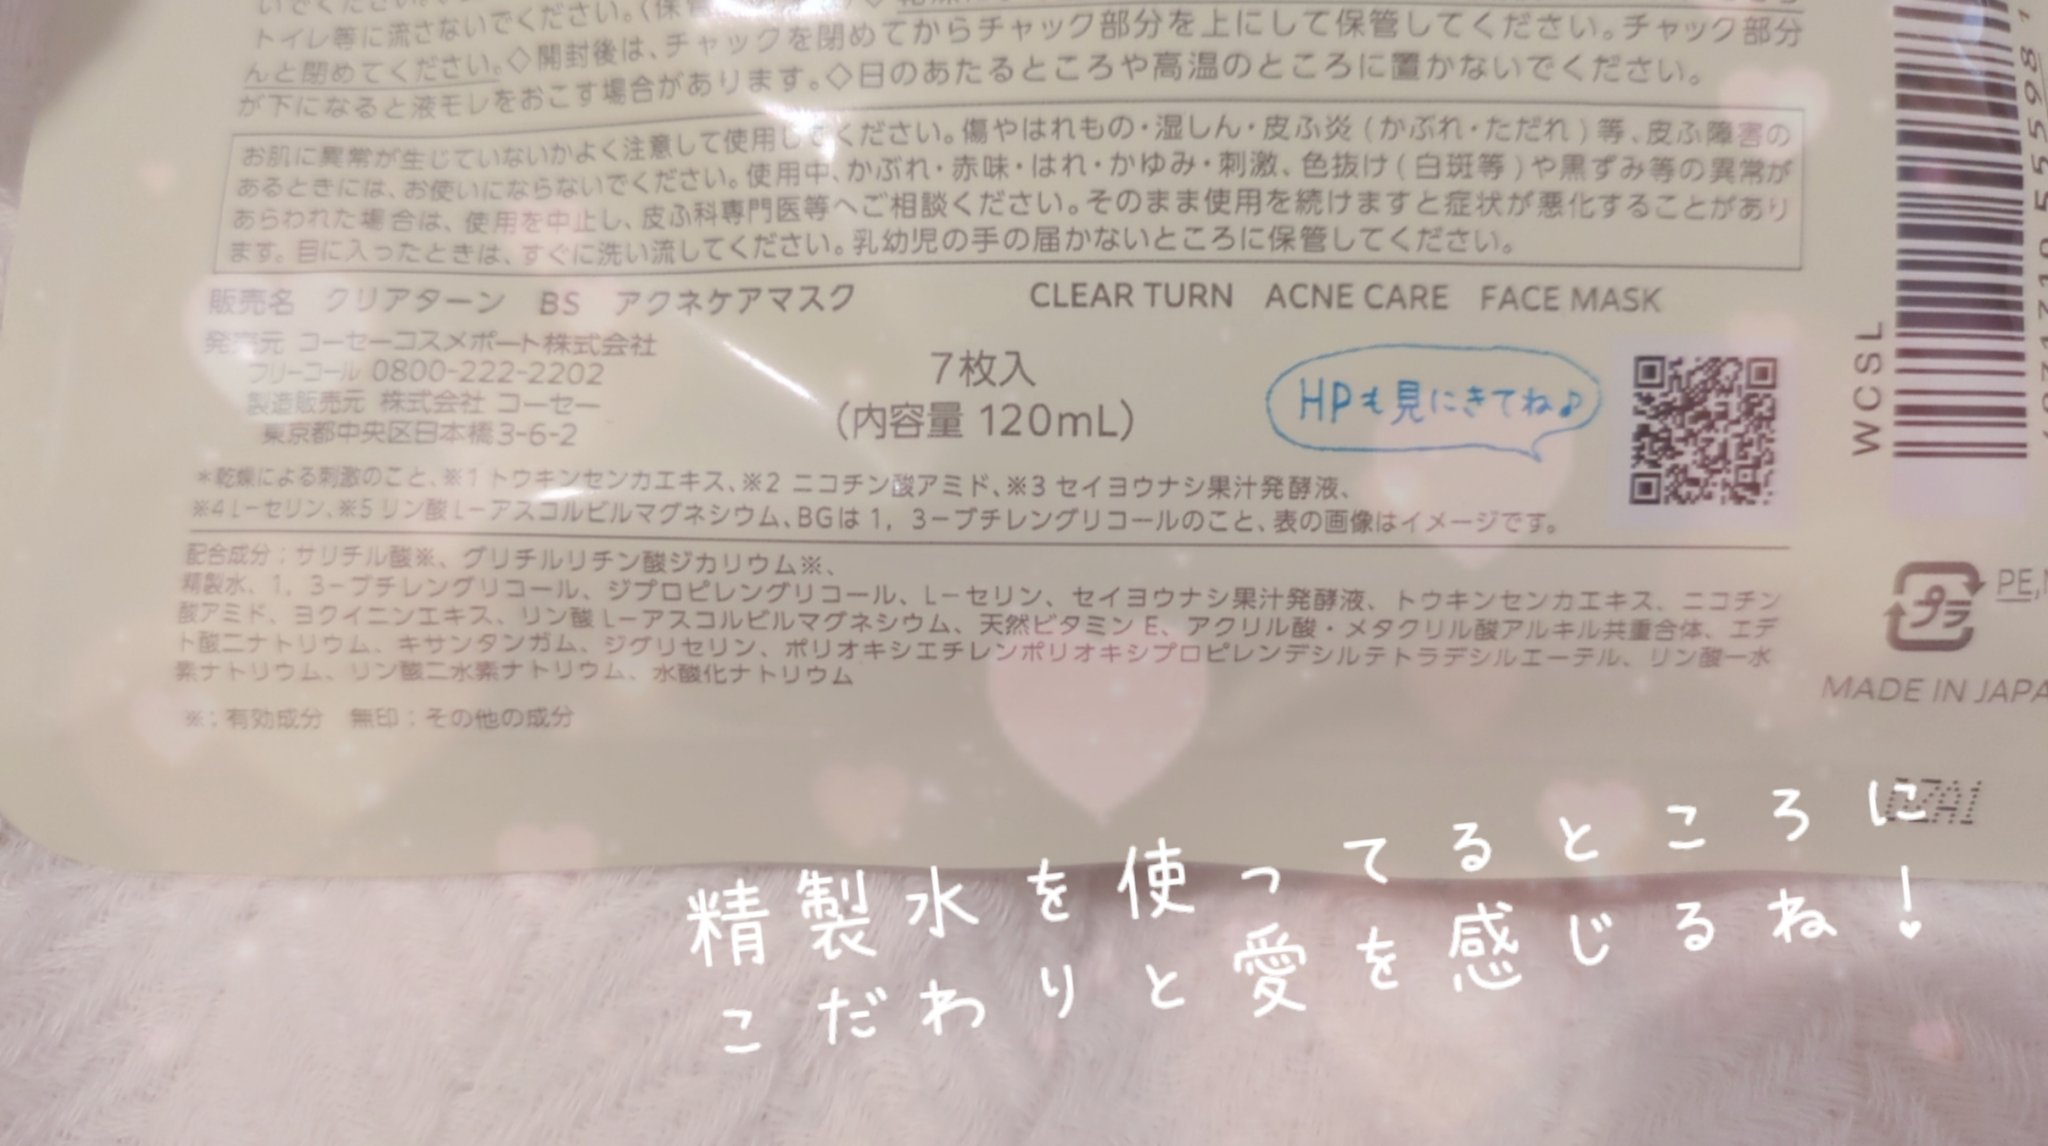 トイレ等に流さないでください。(保
んと閉めてください。◇開封後は、チャックを閉めてからチャック部分を上にして保管してください。チャック部分
が下になると液モレをおこす場合があります。◇日のあたるところや高温のところに置かないでください。
お肌に異常が生じていないかよく注意して使用してください。傷やはれもの・湿しん・皮ふ炎(かぶれ・ただれ)等、皮ふ障害の
あるときには、お使いにならないでください。使用中、かぶれ・赤味・はれ・かゆみ・刺激、色抜け(白斑等)や黒ずみ等の異常が
あらわれた場合は、使用を中止し、皮ふ科専門医等へご相談ください。そのまま使用を続けますと症状が悪化することがあり
ます。目に入ったときは、すぐに洗い流してください。乳幼児の手の届かないところに保管してください。
販売名 クリアターン BS アクネケアマスク CLEAR TURN ACNE CARE FACE MASK
発売元 コーセーコスメポート株式会社
フリーコール 0800-222-2202
製造販売元 株式会社 コーセー
東京都中央区日本橋3-6-2
7枚入
(内容量 120mL)
HPも見にきてね♪
WCSL
*乾燥による刺激のこと、※1 トウキンセンカエキス、※2 ニコチン酸アミド、※3 セイヨウナシ果汁発酵液、
※4 L-セリン、※5 リン酸 L-アスコルビルマグネシウム、BGは 1, 3-ブチレングリコールのこと、表の画像はイメージです。
配合成分;サリチル酸※、グリチルリチン酸ジカリウム※、
精製水、1, 3-ブチレングリコール、ジプロピレングリコール、L-セリン、セイヨウナシ果汁発酵液、トウキンセンカエキス、ニコチン
酸アミド、ヨクイニンエキス、リン酸 L-アスコルビルマグネシウム、天然ビタミン E、アクリル酸・メタクリル酸アルキル共重合体、エデ
ト酸二ナトリウム、キサンタンガム、ジグリセリン、ポリオキシエチレンポリオキシプロピレンデシルテトラデシルエーテル、リン酸一水
素ナトリウム、リン酸二水素ナトリウム、水酸化ナトリウム
※;有効成分 無印;その他の成分
プラ
PE,
MADE IN JAPA
精製水を使ってるところに
こだわりと愛を感じるね!